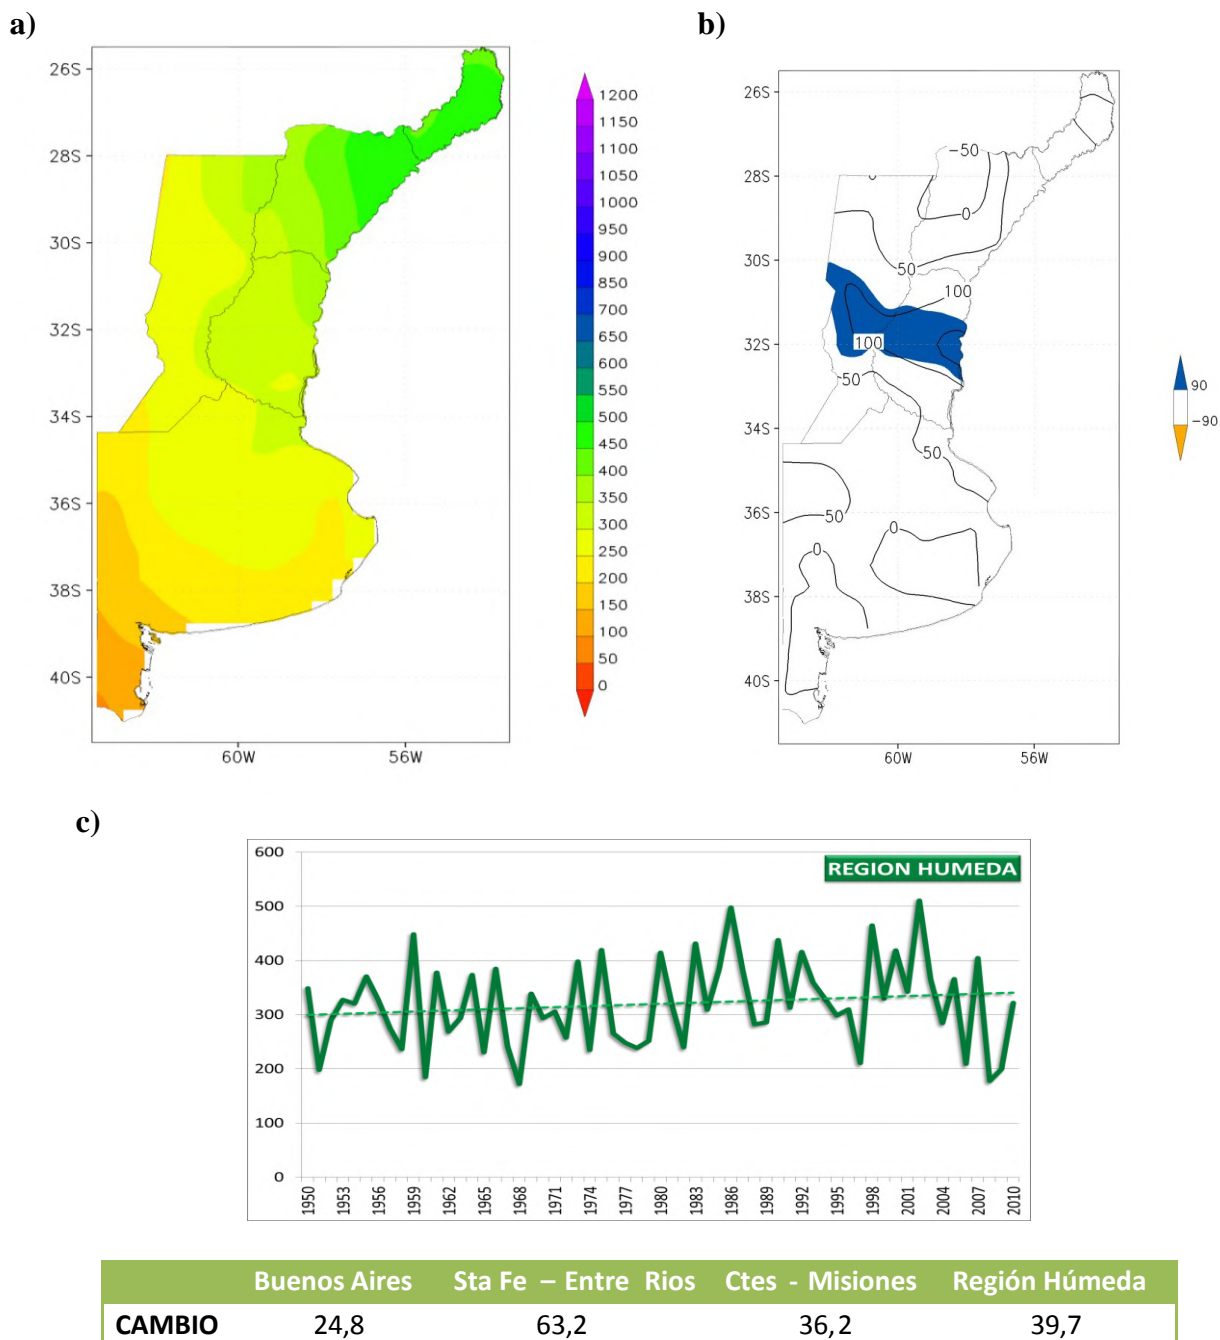 a)
b)
26S
28S
30S
32S
34S
36S
38S
40S
60W
56W
1200
1150
1100
1050
1000
950
900
850
700
650
600
550
500
450
400
350
300
250
200
150
100
50
0
26S
28S
30S
32S
34S
36S
38S
40S
60W
56W
-50
0
0
50
100
100
50
50
50
0
0
90
-90
c)
REGION HUMEDA
600
500
400
300
200
100
0
1950 1953 1956 1959 1962 1965 1968 1971 1974 1977 1980 1983 1986 1989 1992 1995 1998 2001 2004 2007 2010
Buenos Aires Sta Fe – Entre Rios Ctes - Misiones Región Húmeda
CAMBIO 24,8 63,2 36,2 39,7